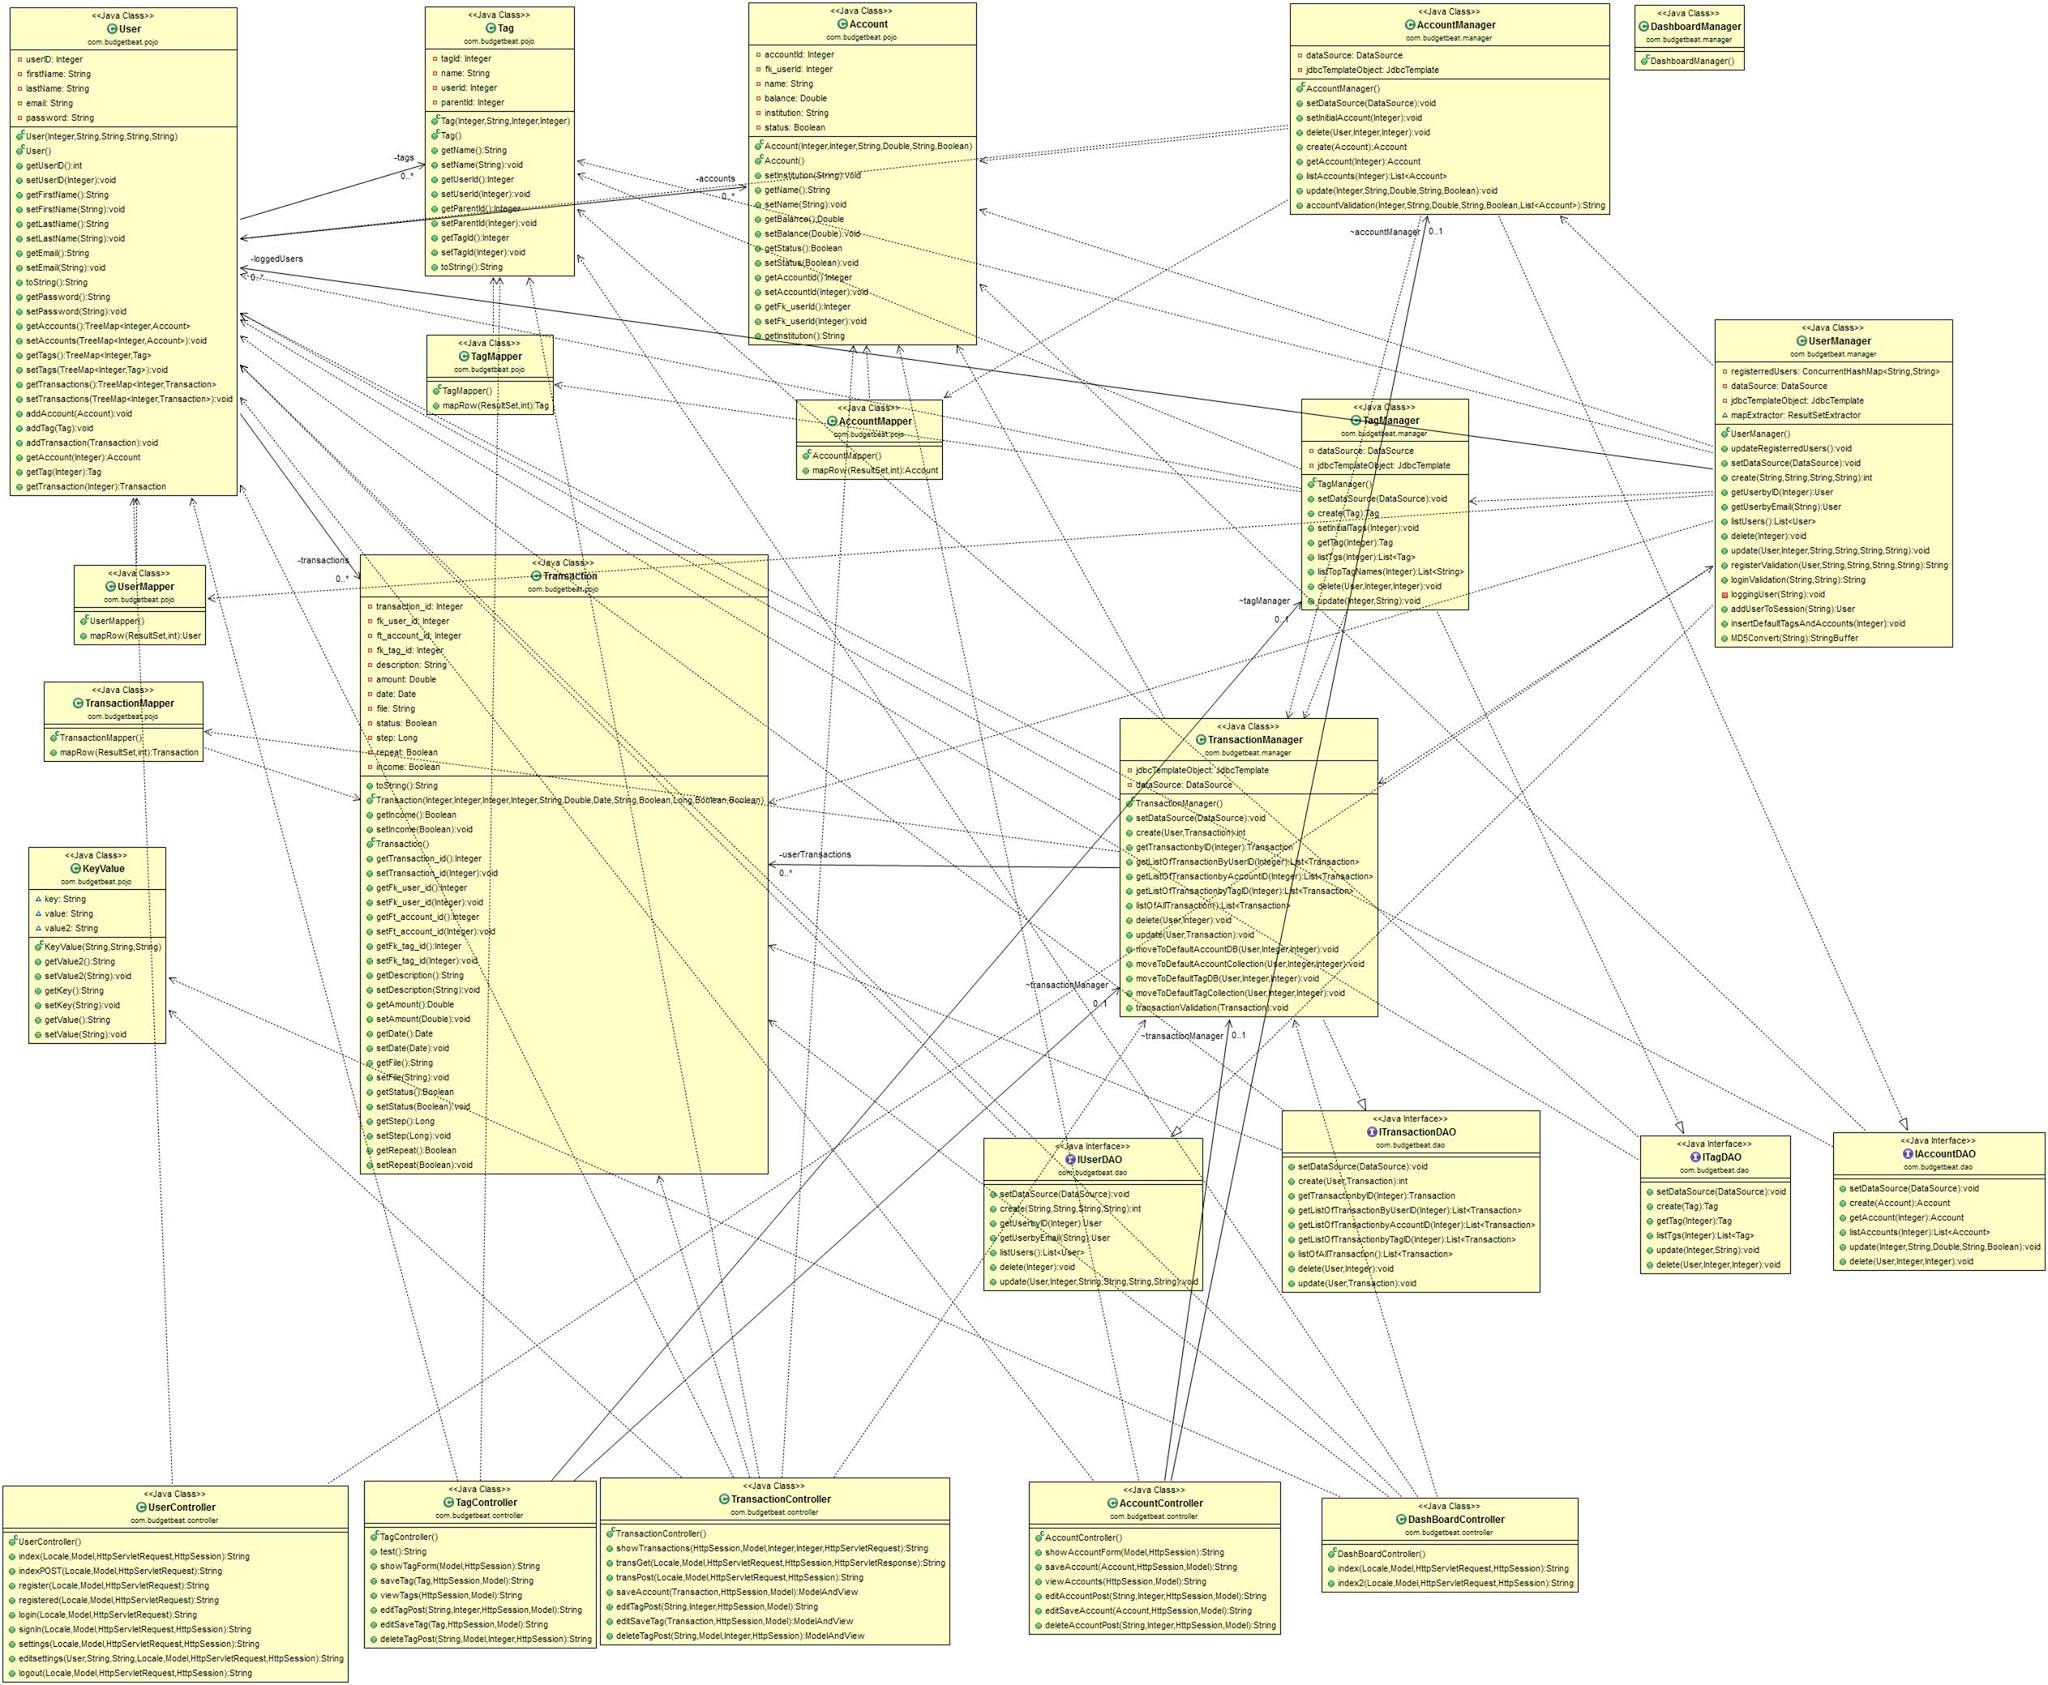 <<Java Class>>
User
com.budgetbeat.pojo
userID: Integer
firstName: String
lastName: String
email: String
password: String
User(Integer,String,String,String,String)
User()
getUserID():int
setUserID(Integer):void
getFirstName():String
setFirstName(String):void
getLastName():String
setLastName(String):void
getEmail():String
setEmail(String):void
toString():String
getPassword():String
setPassword(String):void
getAccounts():TreeMap<Integer,Account>
setAccounts(TreeMap<Integer,Account>):void
getTags():TreeMap<Integer,Tag>
setTags(TreeMap<Integer,Tag>):void
getTransactions():TreeMap<Integer,Transaction>
setTransactions(TreeMap<Integer,Transaction>):void
addAccount(Account):void
addTag(Tag):void
addTransaction(Transaction):void
getAccount(Integer):Account
getTag(Integer):Tag
getTransaction(Integer):Transaction
-tags
0..*
-accounts
0..*
-loggedUsers
0..*
-transactions
0..*
<<Java Class>>
Tag
com.budgetbeat.pojo
tagId: Integer
name: String
userId: Integer
parentId: Integer
Tag(Integer,String,Integer,Integer)
Tag()
getName():String
setName(String):void
getUserId():Integer
setUserId(Integer):void
getParentId():Integer
setParentId(Integer):void
getTagId():Integer
setTagId(Integer):void
toString():String
<<Java Class>>
Account
com.budgetbeat.pojo
accountId: Integer
fk_userId: Integer
name: String
balance: Double
institution: String
status: Boolean
Account(Integer,Integer,String,Double,String,Boolean)
Account()
setInstitution(String):void
getName():String
setName(String):void
getBalance():Double
setBalance(Double):void
getStatus():Boolean
setStatus(Boolean):void
getAccountId():Integer
setAccountId(Integer):void
getFk_userId():Integer
setFk_userId(Integer):void
getInstitution():String
<<Java Class>>
AccountManager
com.budgetbeat.manager
dataSource: DataSource
jdbcTemplateObject: JdbcTemplate
AccountManager()
setDataSource(DataSource):void
setInitialAccount(Integer):void
delete(User,Integer,Integer):void
create(Account):Account
getAccount(Integer):Account
listAccounts(Integer):List<Account>
update(Integer,String,Double,String,Boolean):void
accountValidation(Integer,String,Double,String,Boolean,List<Account>):String
~accountManager
0..1
<<Java Class>>
DashboardManager
com.budgetbeat.manager
DashboardManager()
<<Java Class>>
UserManager
com.budgetbeat.manager
registerredUsers: ConcurrentHashMap<String,String>
dataSource: DataSource
jdbcTemplateObject: JdbcTemplate
mapExtractor: ResultSetExtractor
UserManager()
updateRegisterredUsers():void
setDataSource(DataSource):void
create(String,String,String,String):int
getUserbyID(Integer):User
getUserbyEmail(String):User
listUsers():List<User>
delete(Integer):void
update(User,Integer,String,String,String,String):void
registerValidation(User,String,String,String,String):String
loginValidation(String,String):String
loggingUser(String):void
addUserToSession(String):User
insertDefaultTagsAndAccounts(Integer):void
MD5Convert(String):StringBuffer
<<Java Class>>
TagMapper
com.budgetbeat.pojo
TagMapper()
mapRow(ResultSet,int):Tag
<<Java Class>>
AccountMapper
com.budgetbeat.pojo
AccountMapper()
mapRow(ResultSet,int):Account
<<Java Class>>
TagManager
com.budgetbeat.manager
dataSource: DataSource
jdbcTemplateObject: JdbcTemplate
TagManager()
setDataSource(DataSource):void
create(Tag):Tag
setInitialTags(Integer):void
getTag(Integer):Tag
listTgs(Integer):List<Tag>
listTopTagNames(Integer):List<String>
delete(User,Integer,Integer):void
update(Integer,String):void
~tagManager
0..1
<<Java Class>>
UserMapper
com.budgetbeat.pojo
UserMapper()
mapRow(ResultSet,int):User
<<Java Class>>
TransactionMapper
com.budgetbeat.pojo
TransactionMapper()
mapRow(ResultSet,int):Transaction
<<Java Class>>
KeyValue
com.budgetbeat.pojo
key: String
value: String
value2: String
KeyValue(String,String,String)
getValue2():String
setValue2(String):void
getKey():String
setKey(String):void
getValue():String
setValue(String):void
<<Java Class>>
Transaction
com.budgetbeat.pojo
transaction_id: Integer
fk_user_id: Integer
ft_account_id: Integer
fk_tag_id: Integer
description: String
amount: Double
date: Date
file: String
status: Boolean
step: Long
repeat: Boolean
income: Boolean
toString():String
Transaction(Integer,Integer,Integer,Integer,String,Double,Date,String,Boolean,Long,Boolean,Boolean)
getIncome():Boolean
setIncome(Boolean):void
Transaction()
getTransaction_id():Integer
setTransaction_id(Integer):void
getFk_user_id():Integer
setFk_user_id(Integer):void
getFt_account_id():Integer
setFt_account_id(Integer):void
getFk_tag_id():Integer
setFk_tag_id(Integer):void
getDescription():String
setDescription(String):void
getAmount():Double
setAmount(Double):void
getDate():Date
setDate(Date):void
getFile():String
setFile(String):void
getStatus():Boolean
setStatus(Boolean):void
getStep():Long
setStep(Long):void
getRepeat():Boolean
setRepeat(Boolean):void
-userTransactions
0..*
<<Java Class>>
TransactionManager
com.budgetbeat.manager
jdbcTemplateObject: JdbcTemplate
dataSource: DataSource
TransactionManager()
setDataSource(DataSource):void
create(User,Transaction):int
getTransactionbyID(Integer):Transaction
getListOfTransactionByUserID(Integer):List<Transaction>
getListOfTransactionbyAccountID(Integer):List<Transaction>
getListOfTransactionbyTagID(Integer):List<Transaction>
listOfAllTransaction():List<Transaction>
delete(User,Integer):void
update(User,Transaction):void
moveToDefaultAccountDB(User,Integer,Integer):void
moveToDefaultAccountCollection(User,Integer,Integer):void
moveToDefaultTagDB(User,Integer,Integer):void
moveToDefaultTagCollection(User,Integer,Integer):void
transactionValidation(Transaction):void
~transactionManager
0..1
~transactionManager
0..1
<<Java Interface>>
IUserDAO
com.budgetbeat.dao
setDataSource(DataSource):void
create(String,String,String,String):int
getUserbyID(Integer):User
getUserbyEmail(String):User
listUsers():List<User>
delete(Integer):void
update(User,Integer,String,String,String,String):void
<<Java Interface>>
ITransactionDAO
com.budgetbeat.dao
setDataSource(DataSource):void
create(User,Transaction):int
getTransactionbyID(Integer):Transaction
getListOfTransactionByUserID(Integer):List<Transaction>
getListOfTransactionbyAccountID(Integer):List<Transaction>
getListOfTransactionbyTagID(Integer):List<Transaction>
listOfAllTransaction():List<Transaction>
delete(User,Integer):void
update(User,Transaction):void
<<Java Interface>>
ITagDAO
com.budgetbeat.dao
setDataSource(DataSource):void
create(Tag):Tag
getTag(Integer):Tag
listTgs(Integer):List<Tag>
update(Integer,String):void
delete(User,Integer,Integer):void
<<Java Interface>>
IAccountDAO
com.budgetbeat.dao
setDataSource(DataSource):void
create(Account):Account
getAccount(Integer):Account
listAccounts(Integer):List<Account>
update(Integer,String,Double,String,Boolean):void
delete(User,Integer,Integer):void
<<Java Class>>
UserController
com.budgetbeat.controller
UserController()
index(Locale,Model,HttpServletRequest,HttpSession):String
indexPOST(Locale,Model,HttpServletRequest):String
register(Locale,Model,HttpServletRequest):String
registered(Locale,Model,HttpServletRequest):String
login(Locale,Model,HttpServletRequest):String
signIn(Locale,Model,HttpServletRequest,HttpSession):String
settings(Locale,Model,HttpServletRequest,HttpSession):String
editsettings(User,String,String,Locale,Model,HttpServletRequest,HttpSession):String
logout(Locale,Model,HttpServletRequest,HttpSession):String
<<Java Class>>
TagController
com.budgetbeat.controller
TagController()
test():String
showTagForm(Model,HttpSession):String
saveTag(Tag,HttpSession,Model):String
viewTags(HttpSession,Model):String
editTagPost(String,Integer,HttpSession,Model):String
editSaveTag(Tag,HttpSession,Model):String
deleteTagPost(String,Model,Integer,HttpSession):String
<<Java Class>>
TransactionController
com.budgetbeat.controller
TransactionController()
showTransactions(HttpSession,Model,Integer,Integer,HttpServletRequest):String
transGet(Locale,Model,HttpServletRequest,HttpSession,HttpServletResponse):String
transPost(Locale,Model,HttpServletRequest,HttpSession):String
saveAccount(Transaction,HttpSession,Model):ModelAndView
editTagPost(String,Integer,HttpSession,Model):String
editSaveTag(Transaction,HttpSession,Model):ModelAndView
deleteTagPost(String,Model,Integer,HttpSession):ModelAndView
<<Java Class>>
AccountController
com.budgetbeat.controller
AccountController()
showAccountForm(Model,HttpSession):String
saveAccount(Account,HttpSession,Model):String
viewAccounts(HttpSession,Model):String
editAccountPost(String,Integer,HttpSession,Model):String
editSaveAccount(Account,HttpSession,Model):String
deleteAccountPost(String,Integer,HttpSession,Model):String
<<Java Class>>
DashBoardController
com.budgetbeat.controller
DashBoardController()
index(Locale,Model,HttpServletRequest,HttpSession):String
index2(Locale,Model,HttpServletRequest,HttpSession):String